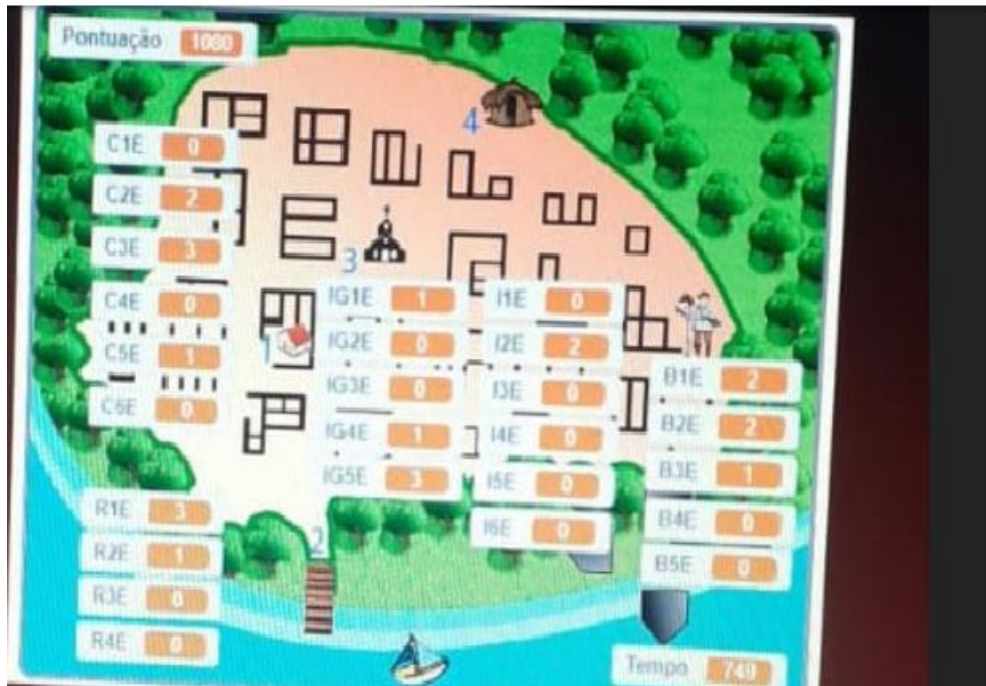 Pontuação 1080
4
C1E 0
C2E 2
C3E 3
C4E 0
C5E 1
C6E 0
3
1
IG1E 1
IG2E 0
IG3E 0
IG4E 1
IG5E 3
I1E 0
I2E 2
I3E 0
I4E 0
I5E 0
I6E 0
B1E 2
B2E 2
B3E 1
B4E 0
B5E 0
R1E 3
R2E 1
R3E 0
R4E 0
2
Tempo 749